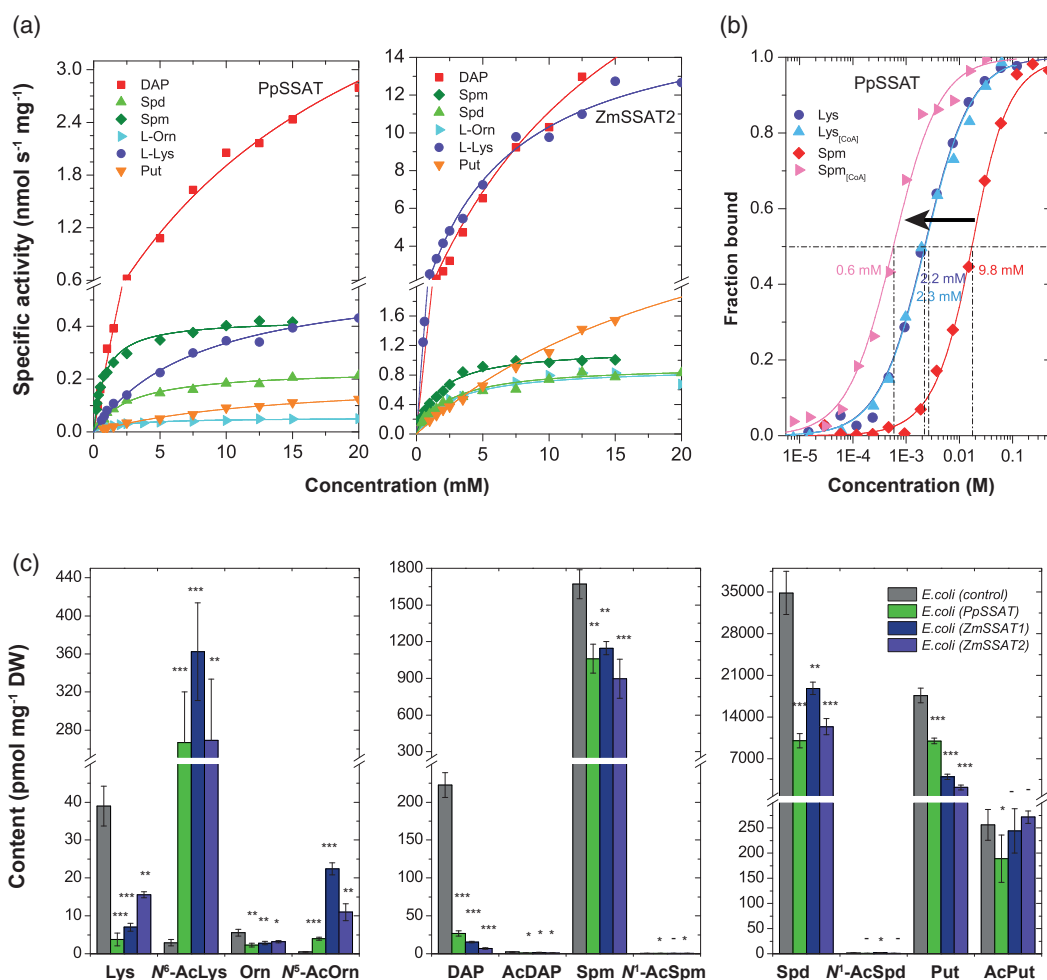 (a)
Specific activity (nmol s⁻¹ mg⁻¹)
3.0
2.4
1.8
1.2
0.6
0.4
0.2
0.0
DAP
Spd
Spm
L-Orn
L-Lys
Put
PpSSAT
0 5 10 15 20
14
12
10
8
6
4
1.6
1.2
0.8
0.4
0.0
DAP
Spm
Spd
L-Orn
L-Lys
Put
ZmSSAT2
0 5 10 15 20
Concentration (mM)
(b)
Fraction bound
1.0
0.8
0.6
0.4
0.2
0.0
PpSSAT
Lys
Lys[CoA]
Spm
Spm[CoA]
0.6 mM
2.2 mM
2.3 mM
9.8 mM
1E-5 1E-4 1E-3 0.01 0.1
Concentration (M)
(c)
Content (pmol mg⁻¹ DW)
440
400
360
320
280
40
30
20
10
0
*** *** ** *** *** ** ** ** * *** *** **
Lys N⁶-AcLys Orn N⁵-AcOrn
1800
1650
1500
1350
1200
1050
900
750
200
150
100
50
0
*** *** *** * * * ** ** *** * - *
DAP AcDAP Spm N¹-AcSpm
35000
28000
21000
14000
7000
250
200
150
100
50
0
E.coli (control)
E.coli (PpSSAT)
E.coli (ZmSSAT1)
E.coli (ZmSSAT2)
*** ** *** - * - *** *** *** * - -
Spd N¹-AcSpd Put AcPut